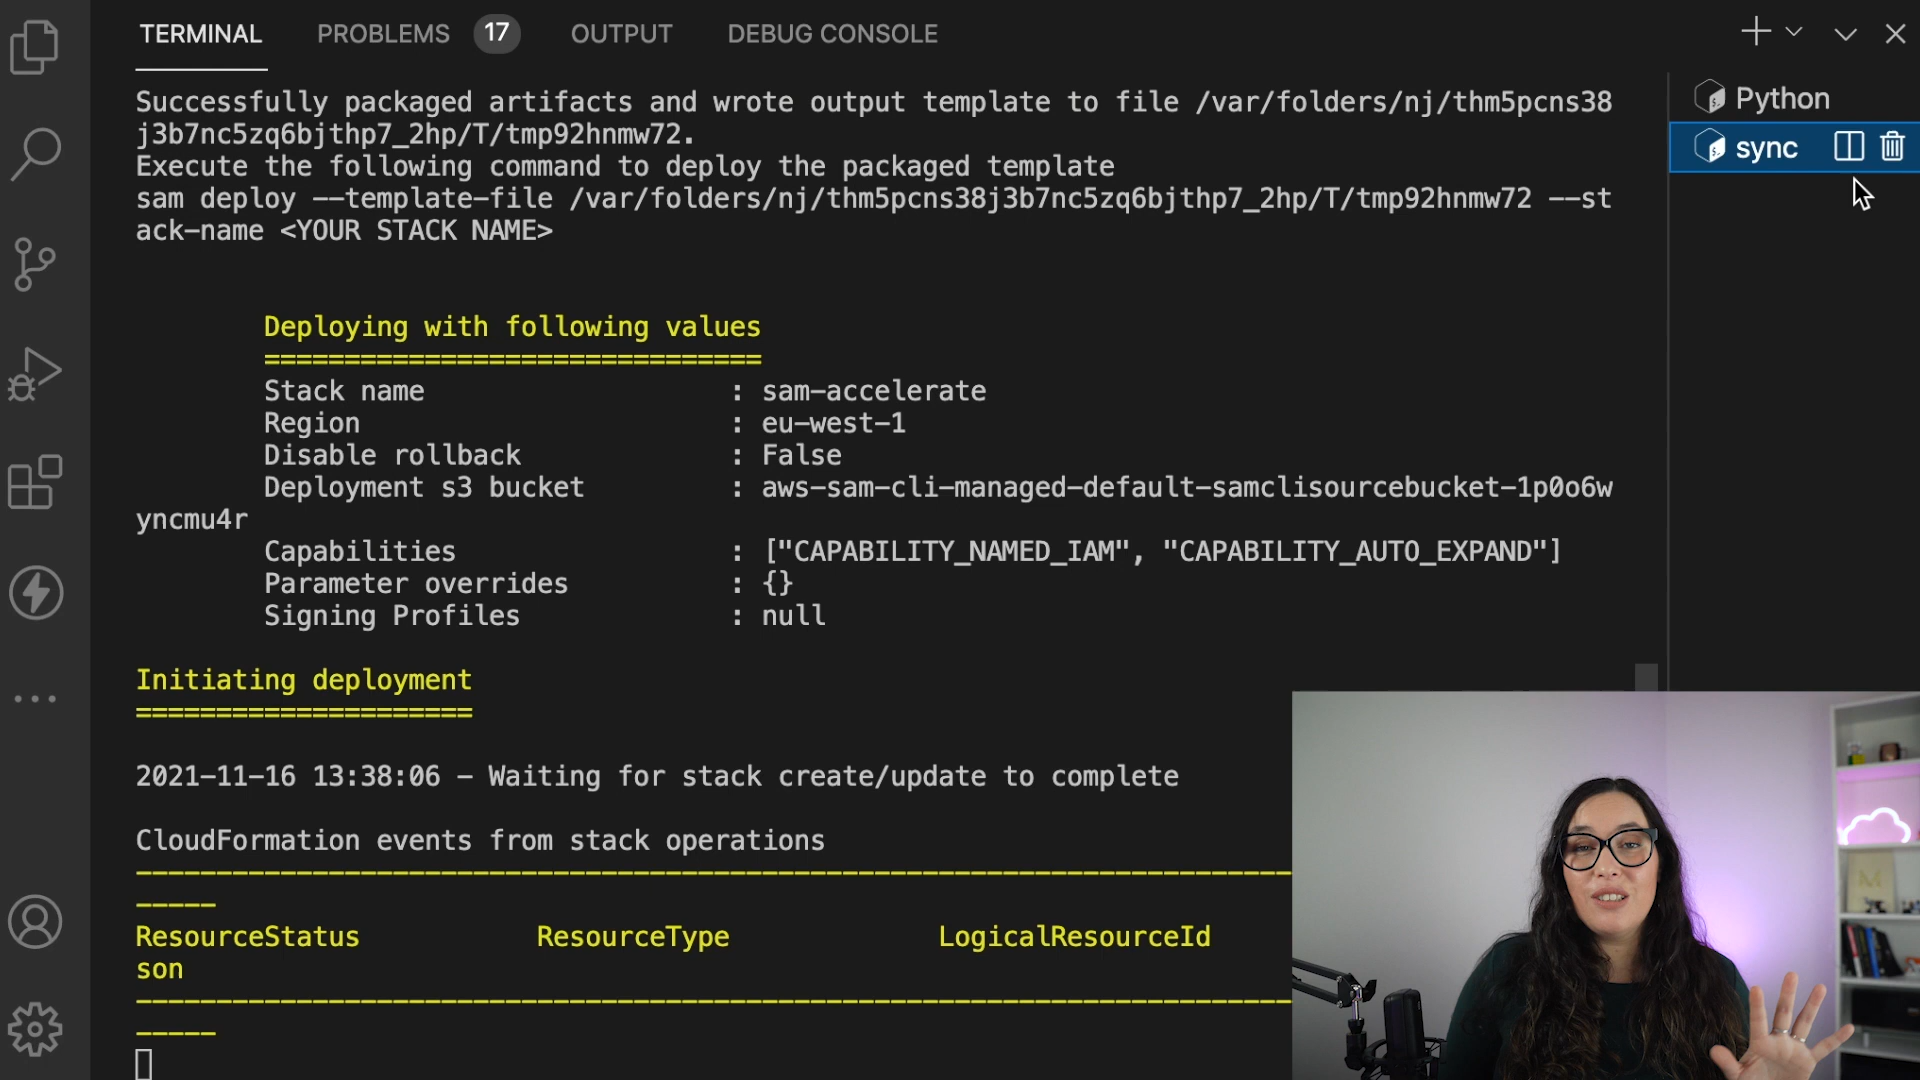 TERMINAL PROBLEMS 17 OUTPUT DEBUG CONSOLE
Successfully packaged artifacts and wrote output template to file /var/folders/nj/thm5pcns38
j3b7nc5zq6bjthp7_2hp/T/tmp92hnmw72.
Execute the following command to deploy the packaged template
sam deploy --template-file /var/folders/nj/thm5pcns38j3b7nc5zq6bjthp7_2hp/T/tmp92hnmw72 --st
ack-name <YOUR STACK NAME>
Deploying with following values
===============================
Stack name : sam-accelerate
Region : eu-west-1
Disable rollback : False
Deployment s3 bucket : aws-sam-cli-managed-default-samclisourcebucket-1p0o6w
yncmu4r
Capabilities : ["CAPABILITY_NAMED_IAM", "CAPABILITY_AUTO_EXPAND"]
Parameter overrides : {}
Signing Profiles : null
Initiating deployment
=====================
2021-11-16 13:38:06 - Waiting for stack create/update to complete
CloudFormation events from stack operations
ResourceStatus ResourceType LogicalResourceId
son
Python
sync